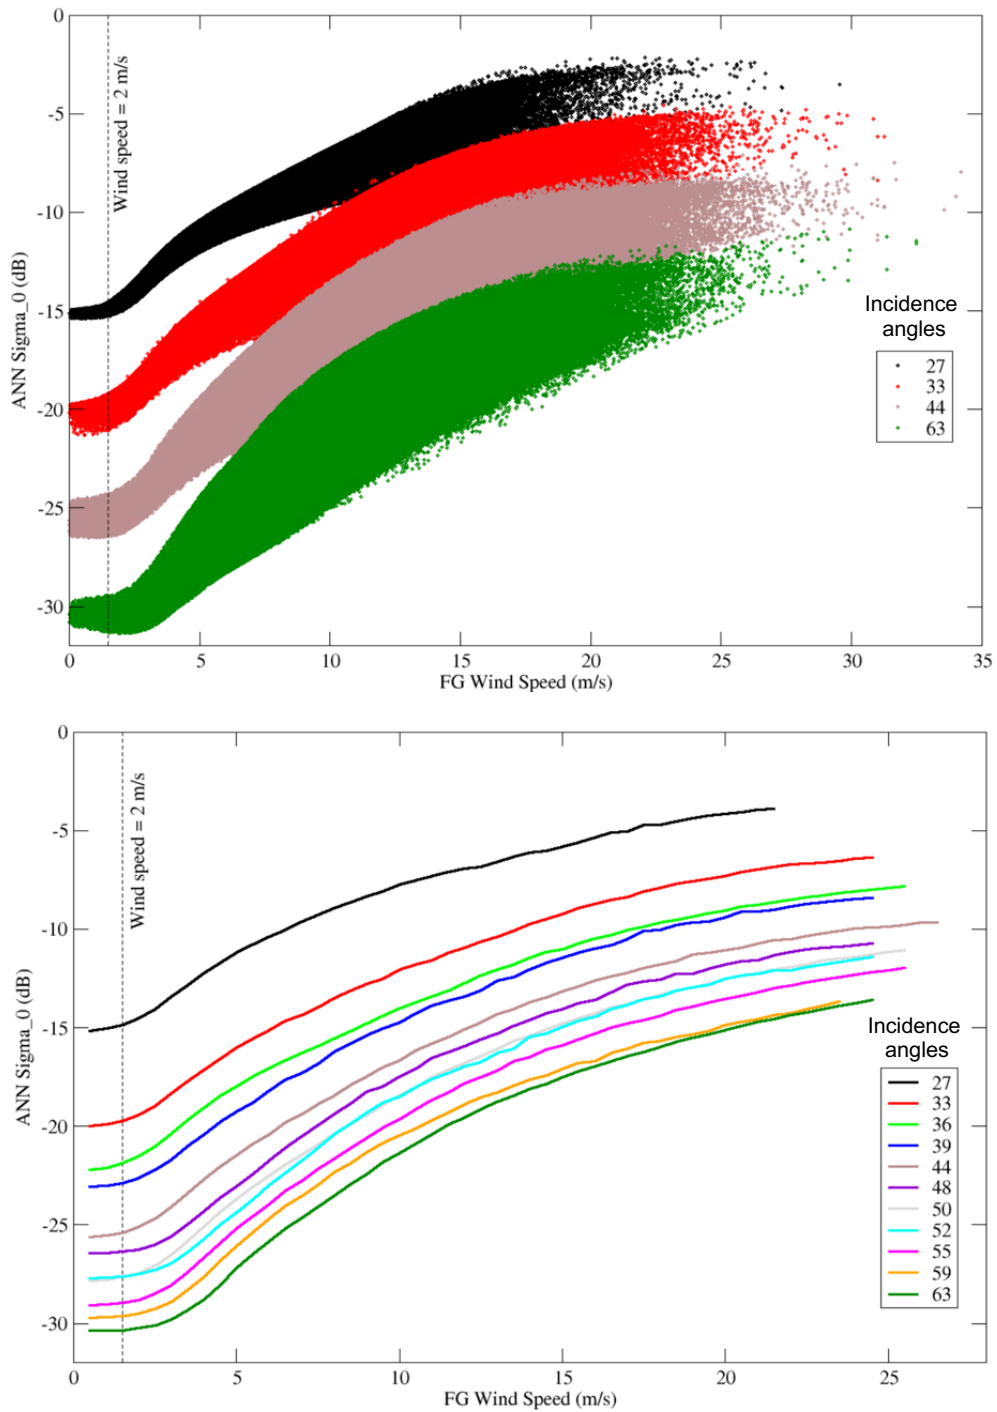 0
-5
-10
-15
-20
-25
-30
ANN Sigma_0 (dB)
Wind speed = 2 m/s
Incidence
angles
27
33
44
63
0 5 10 15 20 25 30 35
FG Wind Speed (m/s)
0
-5
-10
-15
-20
-25
-30
ANN Sigma_0 (dB)
Wind speed = 2 m/s
Incidence
angles
27
33
36
39
44
48
50
52
55
59
63
0 5 10 15 20 25
FG Wind Speed (m/s)